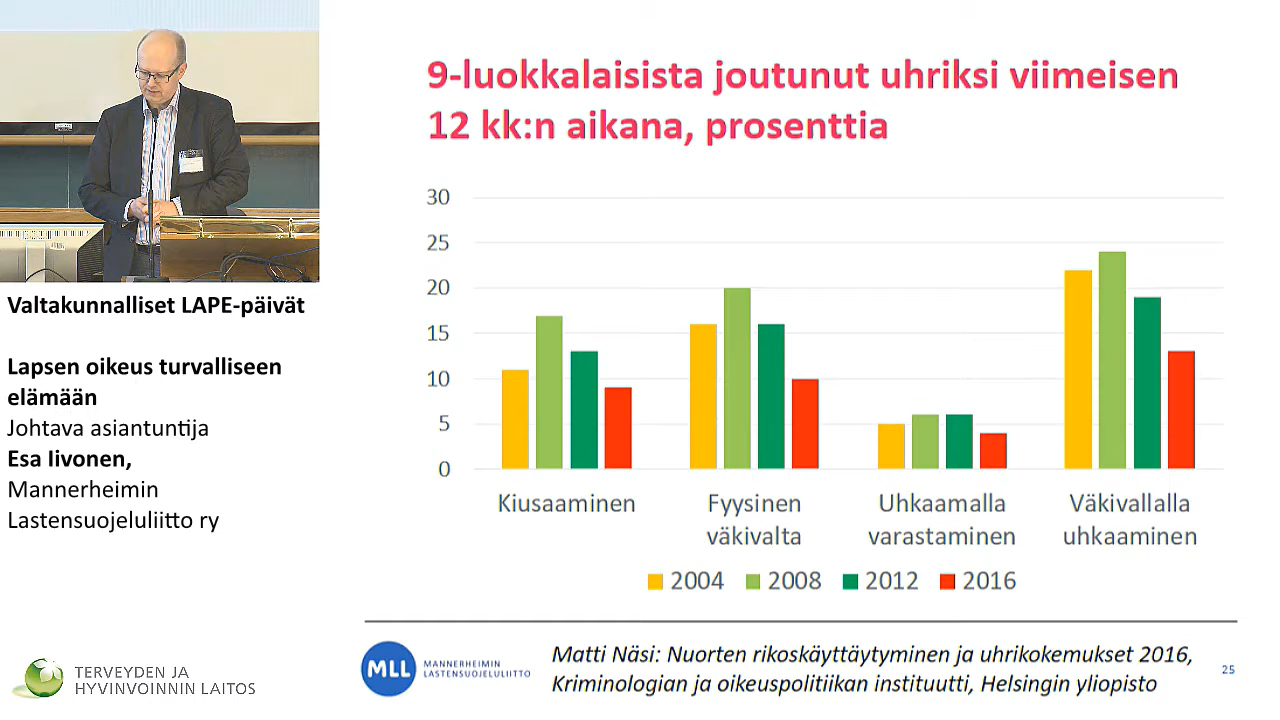 Valtakunnalliset LAPE-päivät
Lapsen oikeus turvalliseen
elämään
Johtava asiantuntija
Esa Iivonen,
Mannerheimin
Lastensuojeluliitto ry
TERVEYDEN JA
HYVINVOINNIN LAITOS
9-luokkalaisista joutunut uhriksi viimeisen
12 kk:n aikana, prosenttia
30
25
20
15
10
5
0
Kiusaaminen
Fyysinen
väkivalta
Uhkaamalla
varastaminen
Väkivallalla
uhkaaminen
2004 2008 2012 2016
MLL
MANNERHEIMIN
LASTENSUOJELULIITTO
Matti Näsi: Nuorten rikoskäyttäytyminen ja uhrikokemukset 2016,
Kriminologian ja oikeuspolitiikan instituutti, Helsingin yliopisto
25